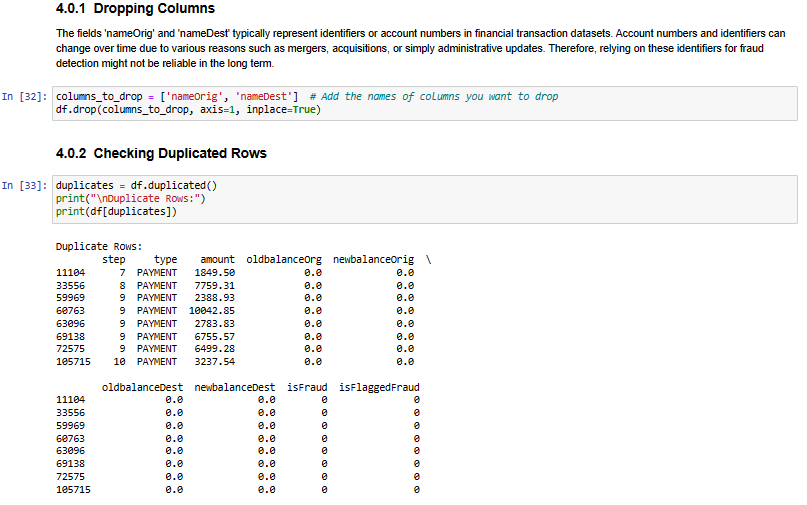 4.0.1 Dropping Columns
The fields 'nameOrig' and 'nameDest' typically represent identifiers or account numbers in financial transaction datasets. Account numbers and identifiers can
change over time due to various reasons such as mergers, acquisitions, or simply administrative updates. Therefore, relying on these identifiers for fraud
detection might not be reliable in the long term.
In [32]: columns_to_drop = ['nameOrig', 'nameDest']  # Add the names of columns you want to drop
df.drop(columns_to_drop, axis=1, inplace=True)
4.0.2 Checking Duplicated Rows
In [33]: duplicates = df.duplicated()
print("\nDuplicate Rows:")
print(df[duplicates])
Duplicate Rows:
step type amount oldbalanceOrg newbalanceOrig \
11104 7 PAYMENT 1849.50 0.0 0.0
33556 8 PAYMENT 7759.31 0.0 0.0
59969 9 PAYMENT 2388.93 0.0 0.0
60763 9 PAYMENT 10042.85 0.0 0.0
63096 9 PAYMENT 2783.83 0.0 0.0
69138 9 PAYMENT 6755.57 0.0 0.0
72575 9 PAYMENT 6499.28 0.0 0.0
105715 10 PAYMENT 3237.54 0.0 0.0
oldbalanceDest newbalanceDest isFraud isFlaggedFraud
11104 0.0 0.0 0 0
33556 0.0 0.0 0 0
59969 0.0 0.0 0 0
60763 0.0 0.0 0 0
63096 0.0 0.0 0 0
69138 0.0 0.0 0 0
72575 0.0 0.0 0 0
105715 0.0 0.0 0 0